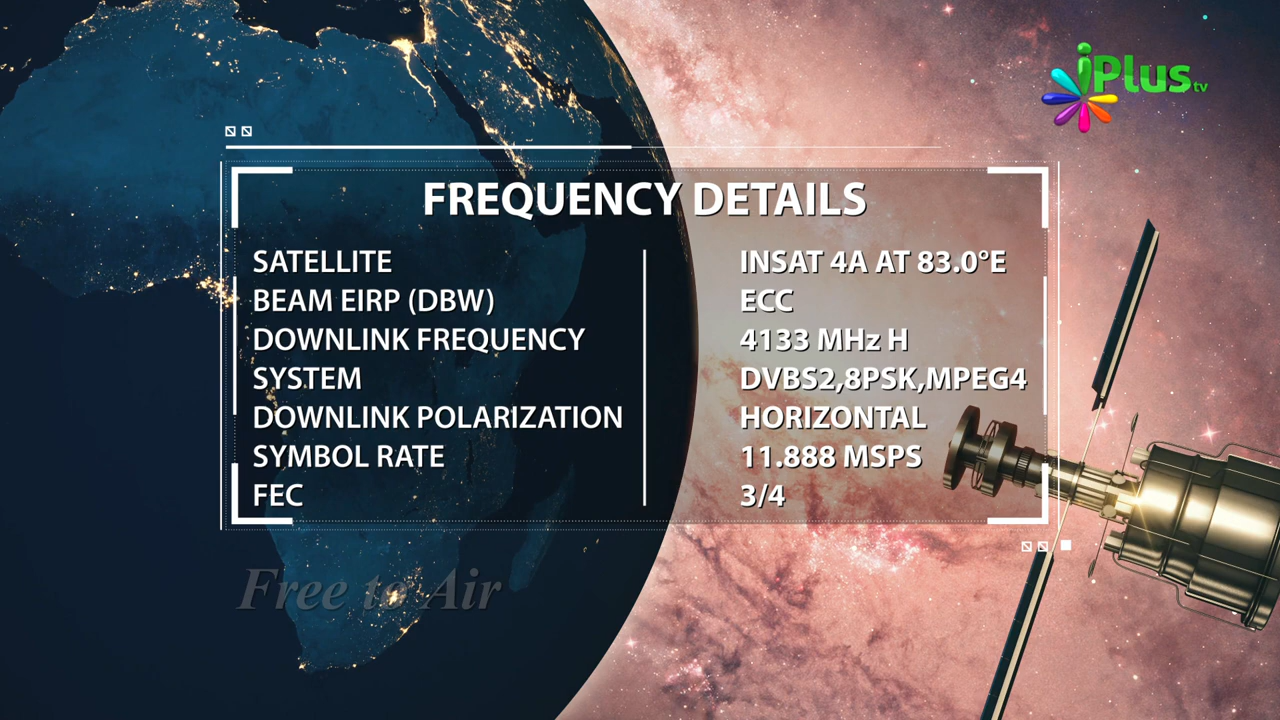 iPlus tv
FREQUENCY DETAILS
SATELLITE INSAT 4A AT 83.0°E
BEAM EIRP (DBW) ECC
DOWNLINK FREQUENCY 4133 MHz H
SYSTEM DVBS2,8PSK,MPEG4
DOWNLINK POLARIZATION HORIZONTAL
SYMBOL RATE 11.888 MSPS
FEC 3/4
Free to Air